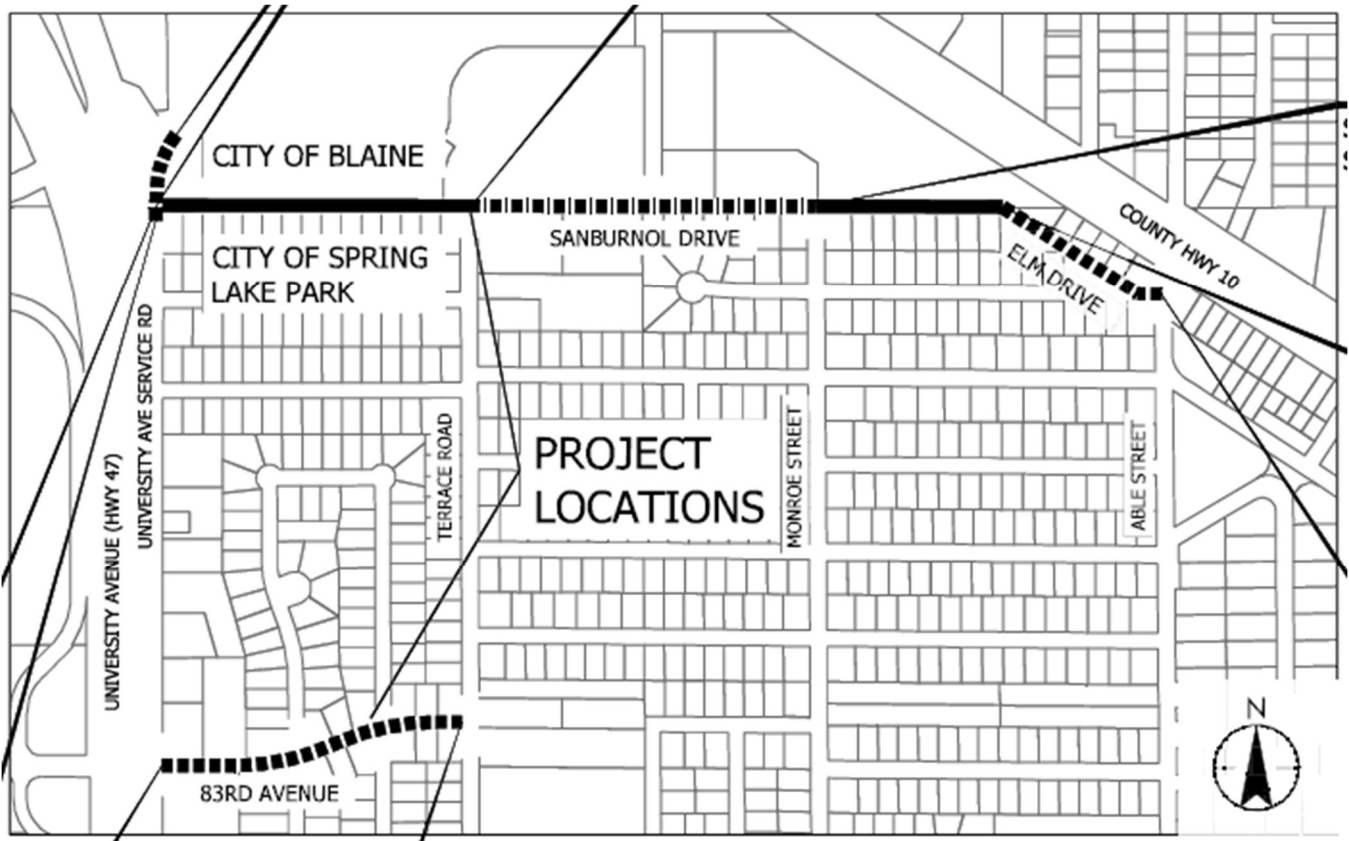 CITY OF BLAINE
CITY OF SPRING
LAKE PARK
SANBURNOL DRIVE
ELM DRIVE
COUNTY HWY 10
UNIVERSITY AVE SERVICE RD
UNIVERSITY AVENUE (HWY 47)
TERRACE ROAD
PROJECT
LOCATIONS
MONROE STREET
ABLE STREET
83RD AVENUE
N